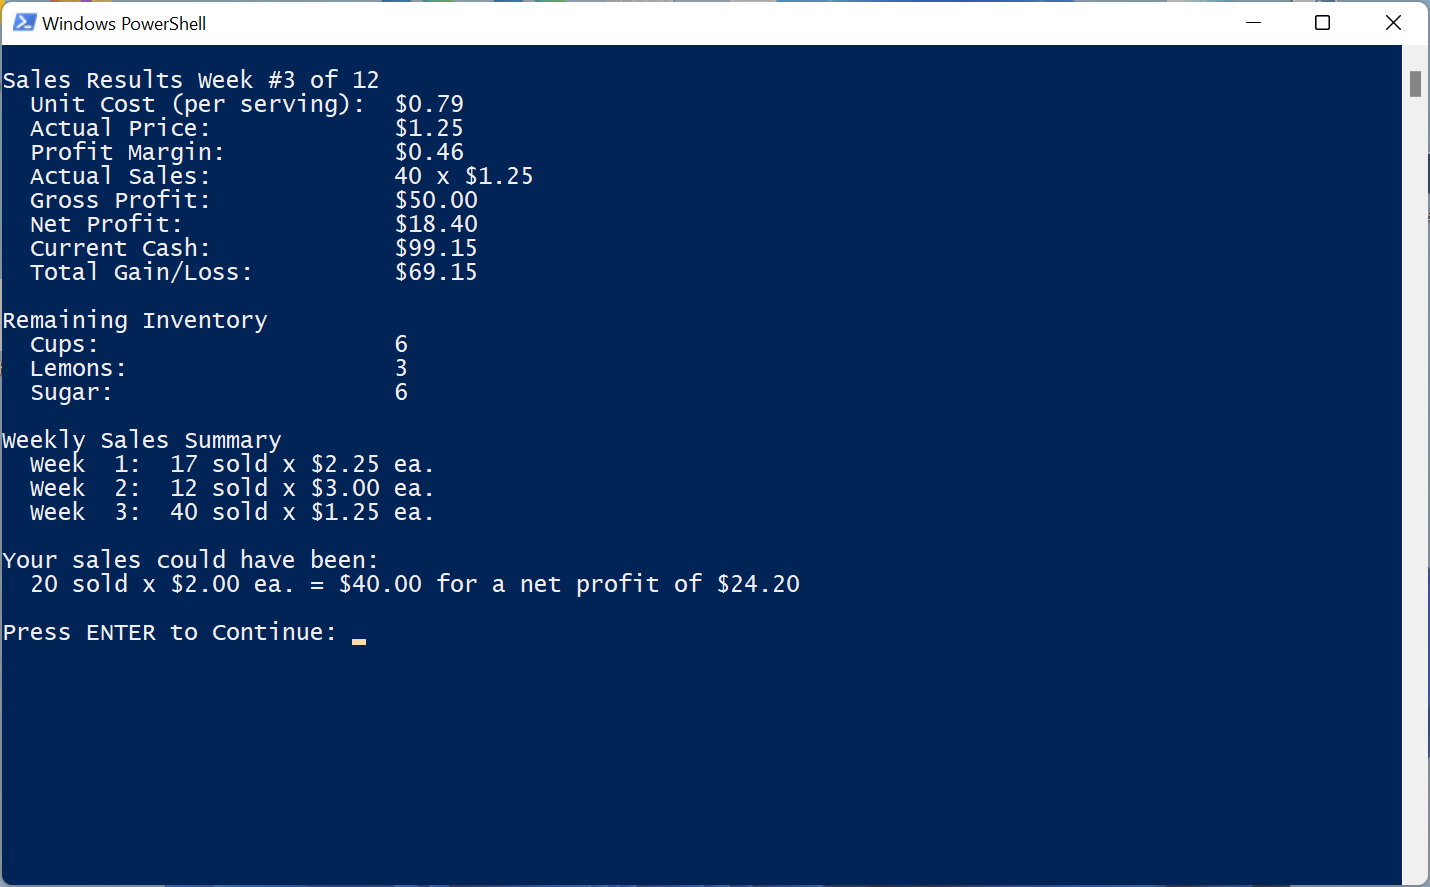 Windows PowerShell
Sales Results Week #3 of 12
Unit Cost (per serving): $0.79
Actual Price: $1.25
Profit Margin: $0.46
Actual Sales: 40 x $1.25
Gross Profit: $50.00
Net Profit: $18.40
Current Cash: $99.15
Total Gain/Loss: $69.15
Remaining Inventory
Cups: 6
Lemons: 3
Sugar: 6
Weekly Sales Summary
Week 1: 17 sold x $2.25 ea.
Week 2: 12 sold x $3.00 ea.
Week 3: 40 sold x $1.25 ea.
Your sales could have been:
20 sold x $2.00 ea. = $40.00 for a net profit of $24.20
Press ENTER to Continue: